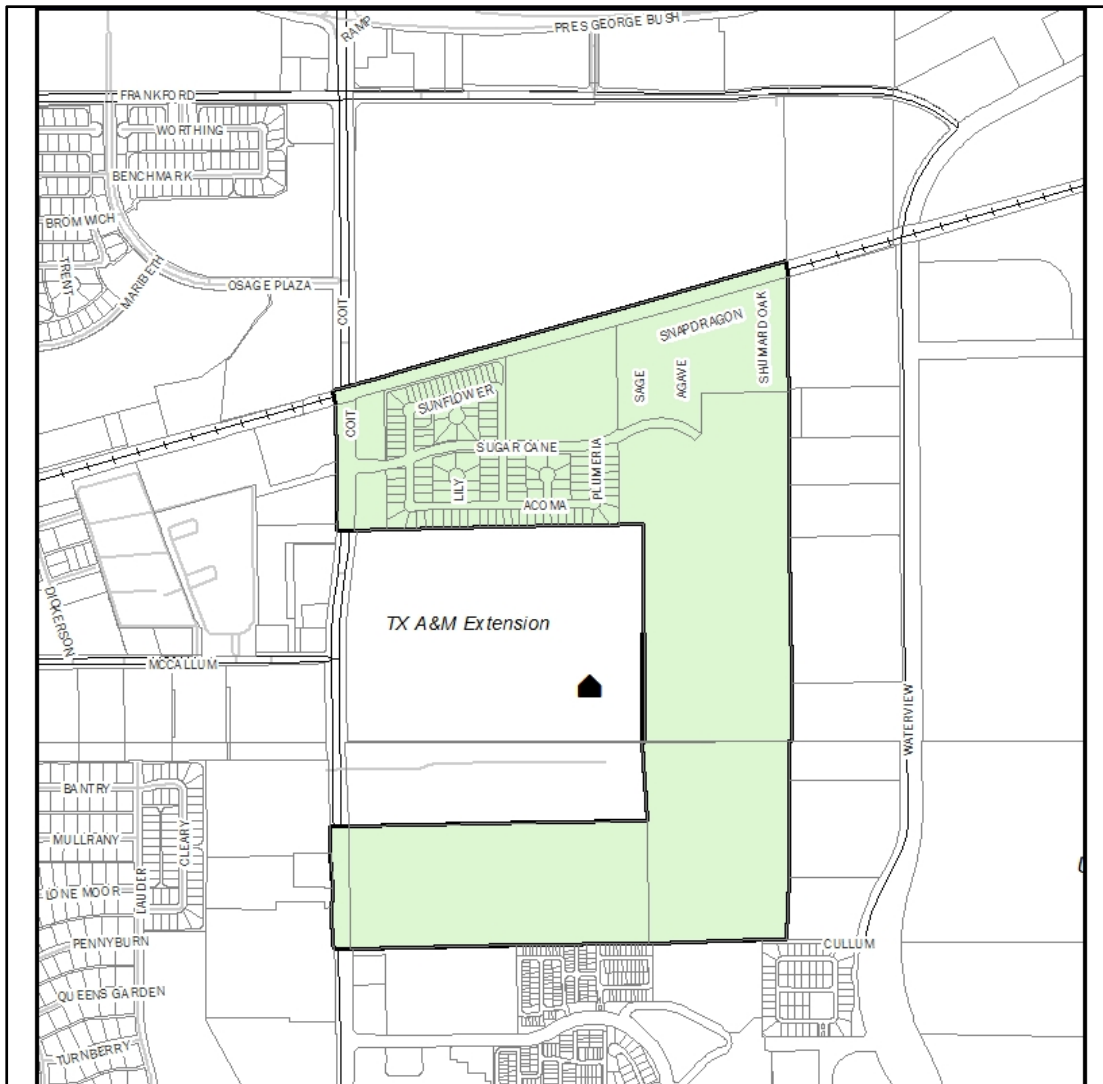 RAMP
PRES GEORGE BUSH
FRANKFORD
WORTHING
BENCHMARK
BROMWICH
TRENT
MARIBETH
OSAGE PLAZA
COIT
SNAPDRAGON
SHUMARD OAK
SAGE
AGAVE
SUNFLOWER
COIT
SUGAR CANE
PLUMERIA
LILY
ACOMA
TX A&M Extension
DICKERSON
MCCALLUM
WATERVIEW
BANTRY
MULLRANY
CLEARY
LONE MOOR
LAUDER
PENNYBURN
CULLUM
QUEENS GARDEN
TURNBERRY